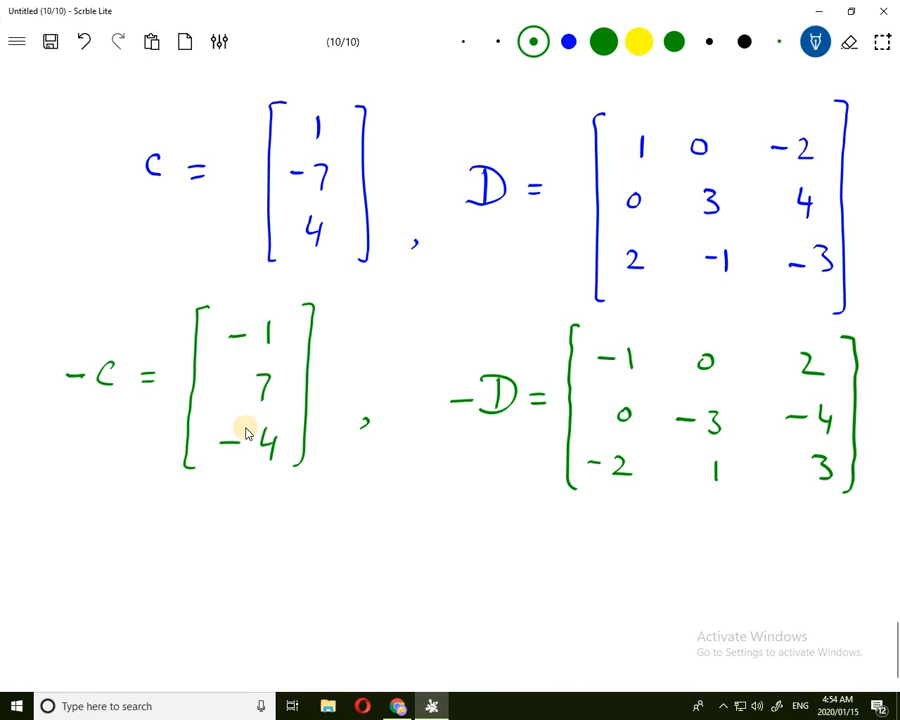 Untitled (10/10) - Scrble Lite
(10/10)
C = [ 1 -7 4 ] , D = [ 1 0 -2
0 3 4
2 -1 -3 ]
-C = [ -1 7 -4 ] , -D = [ -1 0 2
0 -3 -4
-2 1 3 ]
Activate Windows
Go to Settings to activate Windows.
Type here to search
ENG
4:54 AM
2020/01/15
12